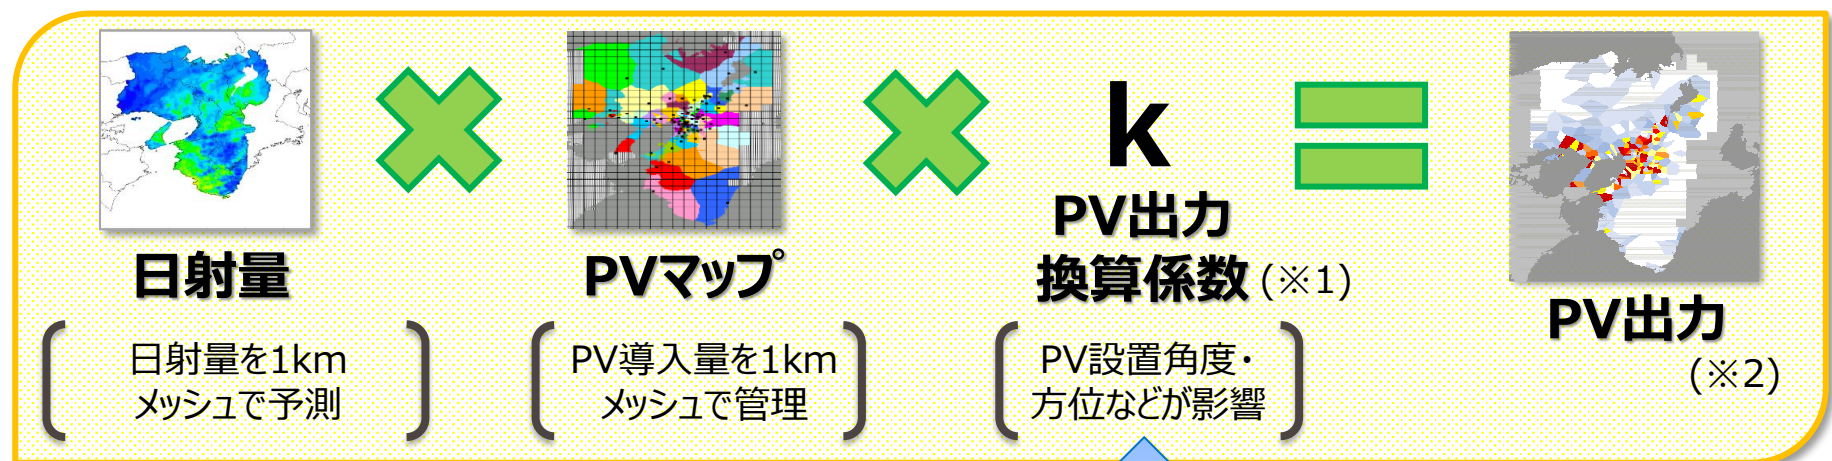 日射量
日射量を1km
メッシュで予測
PVマップ
PV導入量を1km
メッシュで管理
k
PV出力
換算係数(※1)
PV設置角度・
方位などが影響
PV出力
(※2)